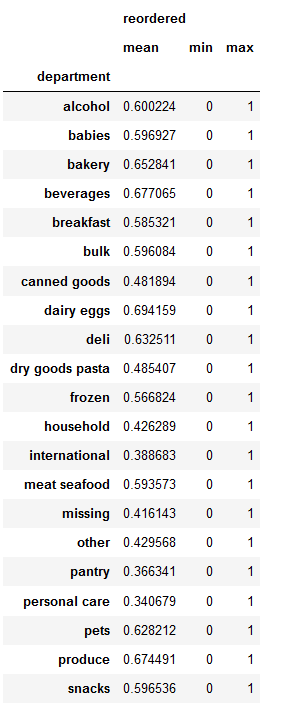 reordered
mean min max
department
alcohol 0.600224 0 1
babies 0.596927 0 1
bakery 0.652841 0 1
beverages 0.677065 0 1
breakfast 0.585321 0 1
bulk 0.596084 0 1
canned goods 0.481894 0 1
dairy eggs 0.694159 0 1
deli 0.632511 0 1
dry goods pasta 0.485407 0 1
frozen 0.566824 0 1
household 0.426289 0 1
international 0.388683 0 1
meat seafood 0.593573 0 1
missing 0.416143 0 1
other 0.429568 0 1
pantry 0.366341 0 1
personal care 0.340679 0 1
pets 0.628212 0 1
produce 0.674491 0 1
snacks 0.596536 0 1